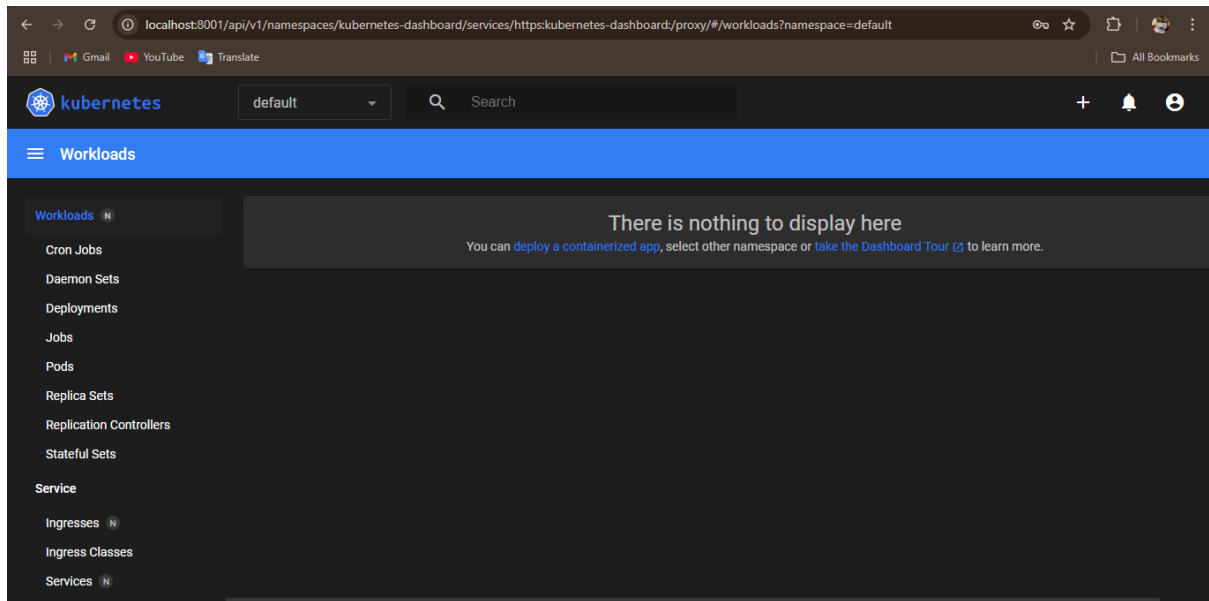 localhost:8001/api/v1/namespaces/kubernetes-dashboard/services/https:kubernetes-dashboard:/proxy/#/workloads?namespace=default
Gmail YouTube Translate All Bookmarks
kubernetes default Search
Workloads
Workloads N
There is nothing to display here
You can deploy a containerized app, select other namespace or take the Dashboard Tour to learn more.
Cron Jobs
Daemon Sets
Deployments
Jobs
Pods
Replica Sets
Replication Controllers
Stateful Sets
Service
Ingresses N
Ingress Classes
Services N